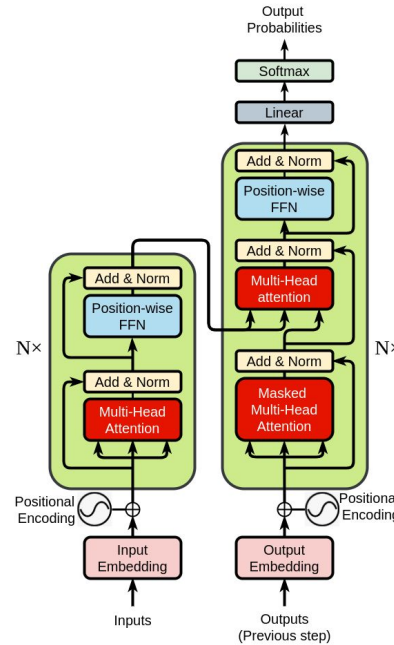 Output
Probabilities
Softmax
Linear
Add & Norm
Position-wise
FFN
Add & Norm
Multi-Head
attention
Add & Norm
Masked
Multi-Head
Attention
N×
Positional
Encoding
Output
Embedding
Outputs
(Previous step)
Add & Norm
Position-wise
FFN
N×
Add & Norm
Multi-Head
Attention
Positional
Encoding
Input
Embedding
Inputs